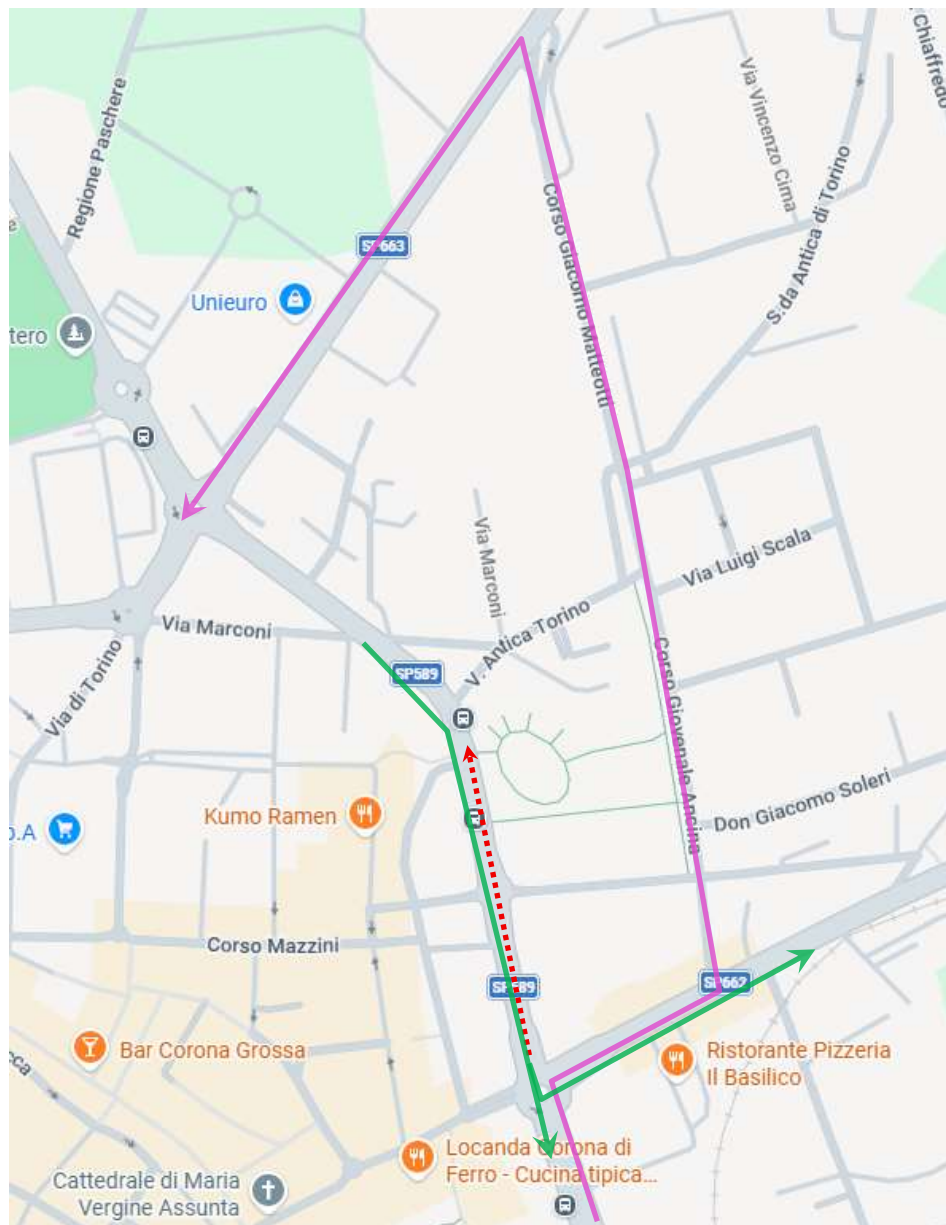 Chiaffredo
Via Vincenzo Cima
Regione Paschere
S.da Antica di Torino
Corso Giacomo Matteotti
SP663
Unieuro
tero
Via Marconi
Via Luigi Scala
V. Antica Torino
Via Marconi
SP589
Via di Torino
Corso Giovenale Ancina
Kumo Ramen
Don Giacomo Soleri
p.A
Corso Mazzini
SP589
SP662
Bar Corona Grossa
Ristorante Pizzeria
Il Basilico
cca
Locanda Corona di
Ferro - Cucina tipica...
Cattedrale di Maria
Vergine Assunta